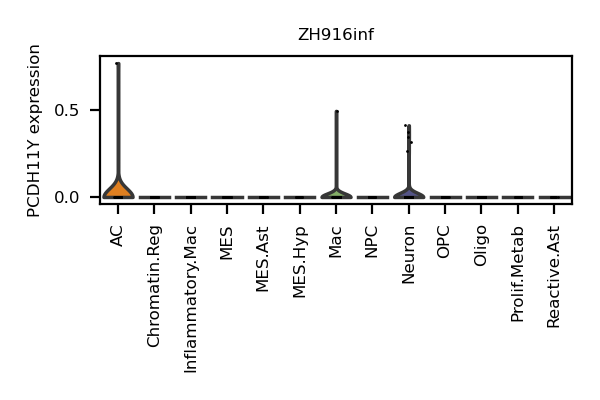 ZH916inf
PCDH11Y expression
0.5
0.0
AC
Chromatin.Reg
Inflammatory.Mac
MES
MES.Ast
MES.Hyp
Mac
NPC
Neuron
OPC
Oligo
Prolif.Metab
Reactive.Ast